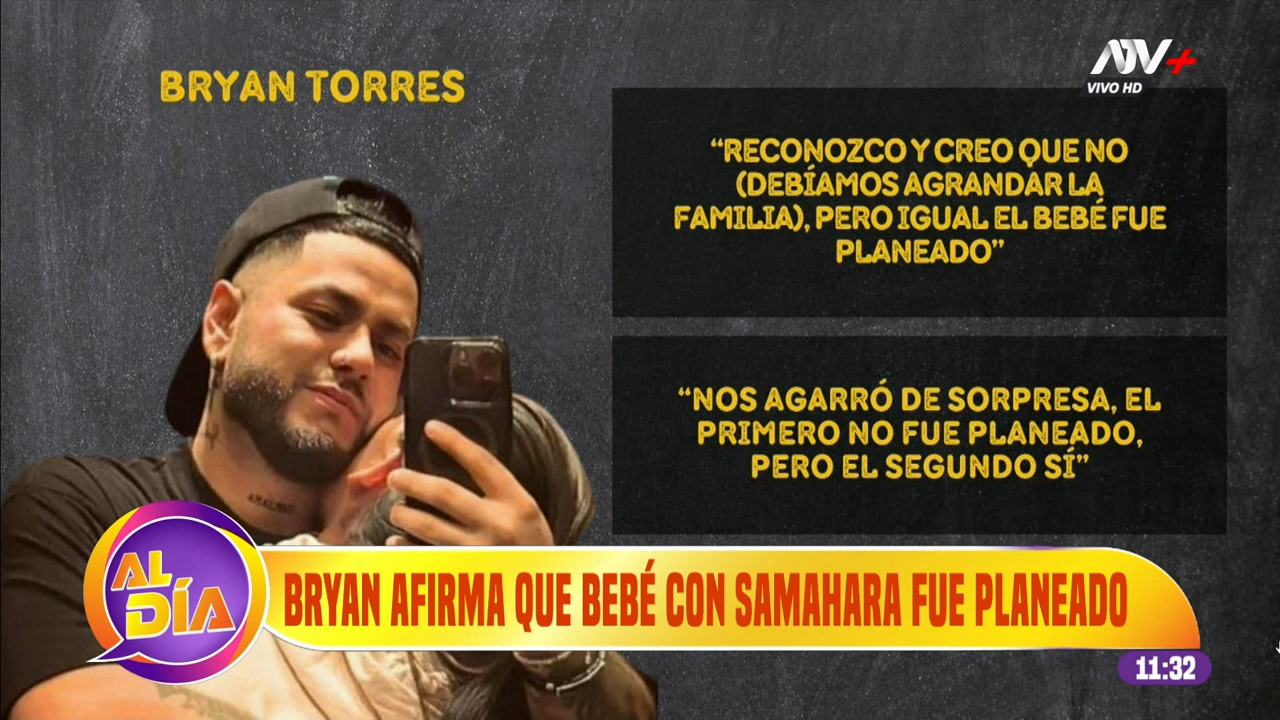 ATV+
VIVO HD
BRYAN TORRES
“RECONOZCO Y CREO QUE NO
(DEBÍAMOS AGRANDAR LA
FAMILIA), PERO IGUAL EL BEBÉ FUE
PLANEADO”
“NOS AGARRÓ DE SORPRESA, EL
PRIMERO NO FUE PLANEADO,
PERO EL SEGUNDO SÍ”
AL
DÍA
BRYAN AFIRMA QUE BEBÉ CON SAMAHARA FUE PLANEADO
11:32